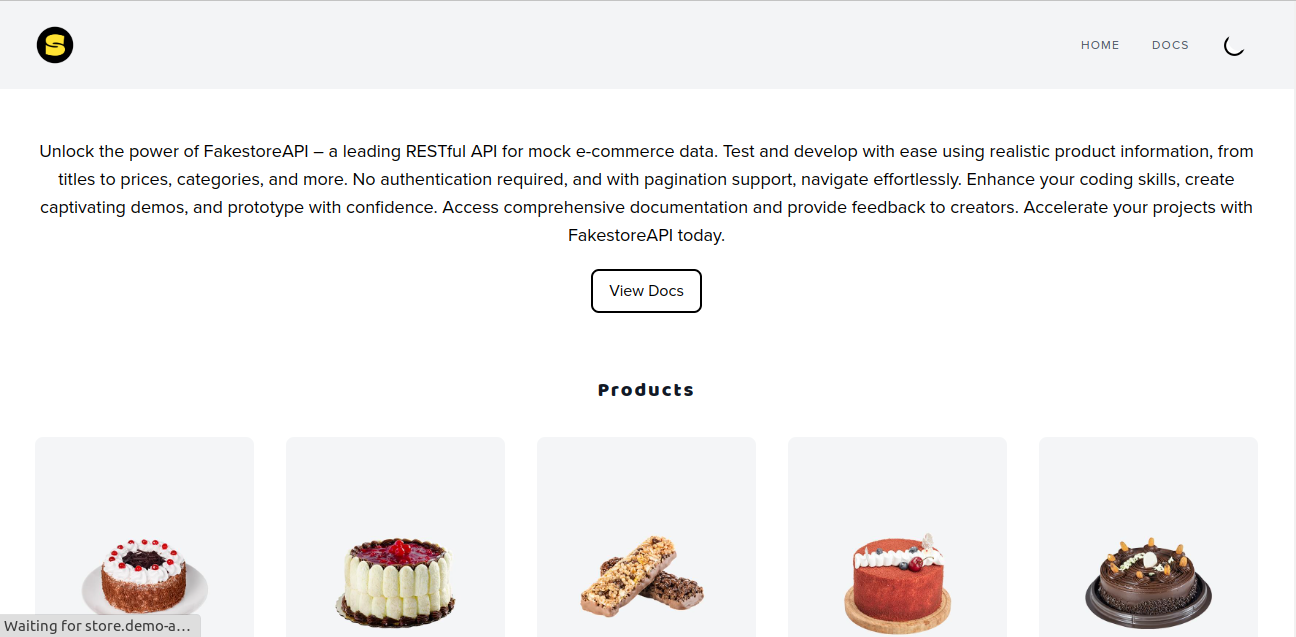 S
HOME DOCS
Unlock the power of FakestoreAPI – a leading RESTful API for mock e-commerce data. Test and develop with ease using realistic product information, from
titles to prices, categories, and more. No authentication required, and with pagination support, navigate effortlessly. Enhance your coding skills, create
captivating demos, and prototype with confidence. Access comprehensive documentation and provide feedback to creators. Accelerate your projects with
FakestoreAPI today.
View Docs
Products
Waiting for store.demo-a...